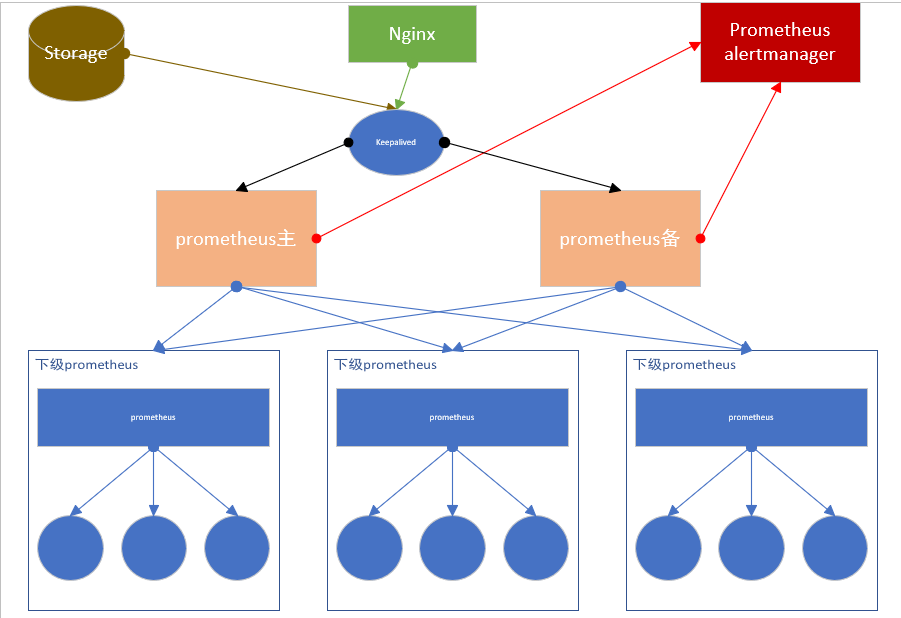 Storage
Nginx
Prometheus
alertmanager
Keepalived
prometheus主
prometheus备
下级prometheus
下级prometheus
下级prometheus
prometheus
prometheus
prometheus